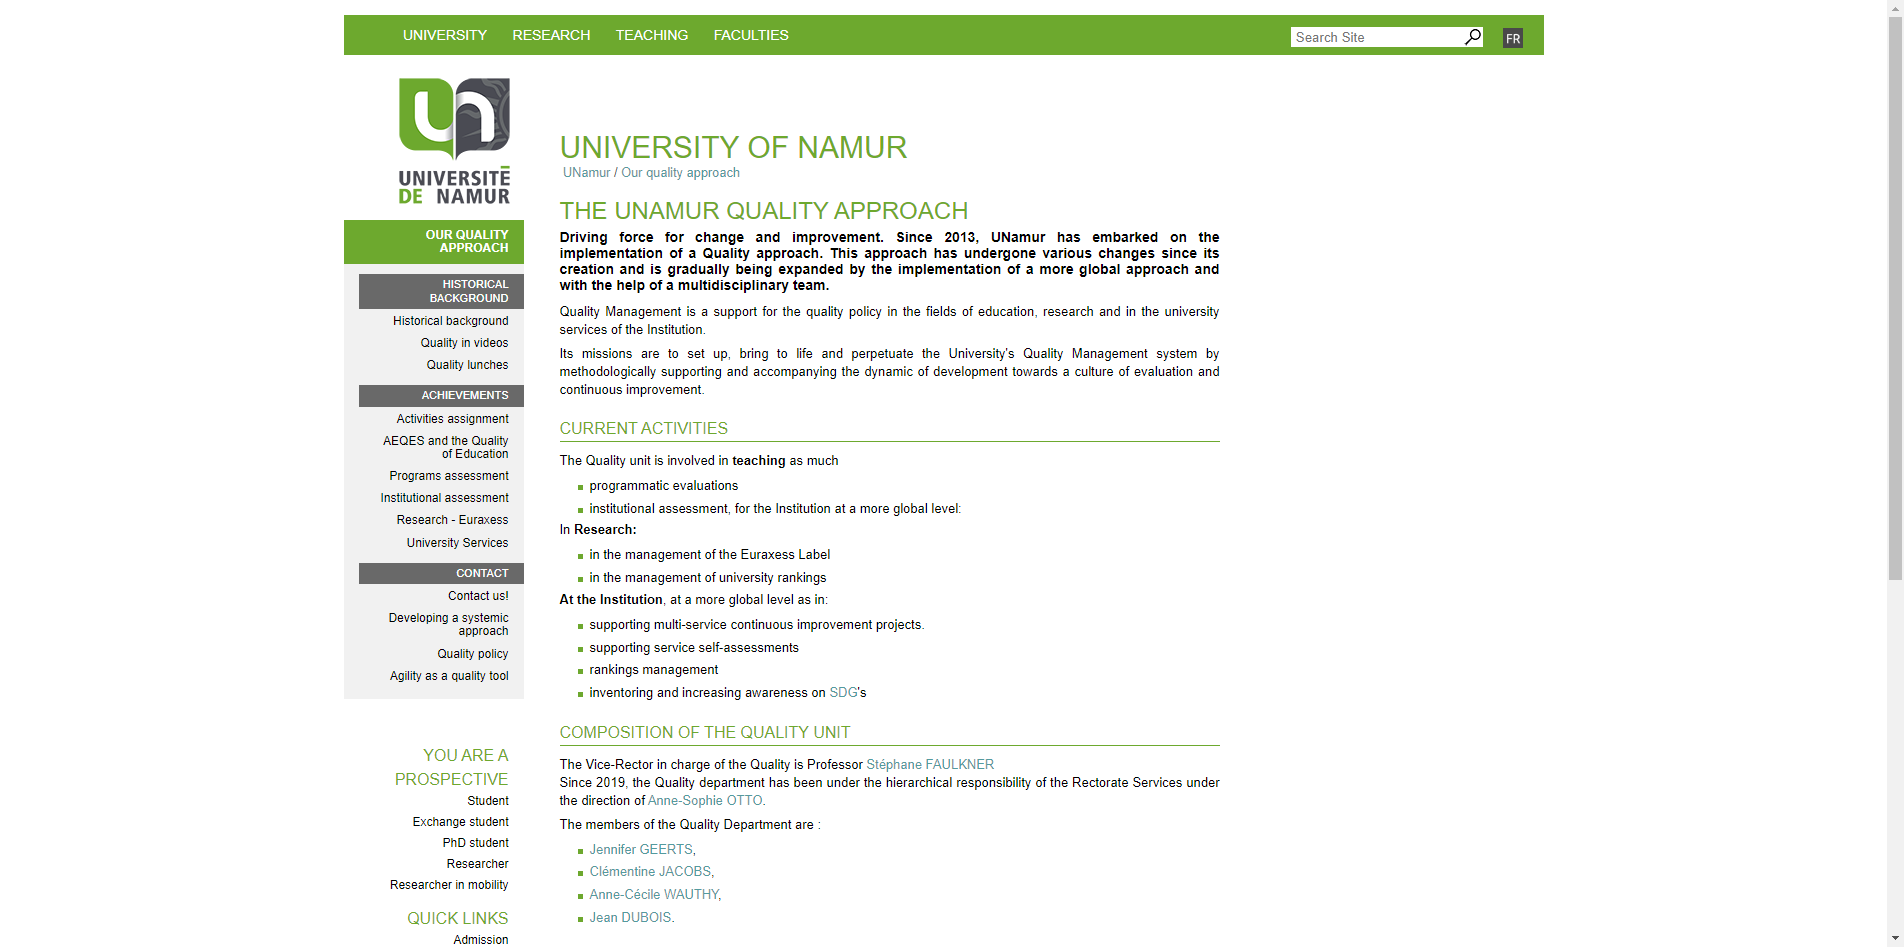 UNIVERSITY RESEARCH TEACHING FACULTIES
Search Site
FR
UNIVERSITÉ
DE NAMUR
OUR QUALITY
APPROACH
HISTORICAL
BACKGROUND
Historical background
Quality in videos
Quality lunches
ACHIEVEMENTS
Activities assignment
AEQES and the Quality
of Education
Programs assessment
Institutional assessment
Research - Euraxess
University Services
CONTACT
Contact us!
Developing a systemic
approach
Quality policy
Agility as a quality tool
YOU ARE A
PROSPECTIVE
Student
Exchange student
PhD student
Researcher
Researcher in mobility
QUICK LINKS
Admission
UNIVERSITY OF NAMUR
UNamur / Our quality approach
THE UNAMUR QUALITY APPROACH
Driving force for change and improvement. Since 2013, UNamur has embarked on the
implementation of a Quality approach. This approach has undergone various changes since its
creation and is gradually being expanded by the implementation of a more global approach and
with the help of a multidisciplinary team.
Quality Management is a support for the quality policy in the fields of education, research and in the university
services of the Institution.
Its missions are to set up, bring to life and perpetuate the University's Quality Management system by
methodologically supporting and accompanying the dynamic of development towards a culture of evaluation and
continuous improvement.
CURRENT ACTIVITIES
The Quality unit is involved in teaching as much
programmatic evaluations
institutional assessment, for the Institution at a more global level:
In Research:
in the management of the Euraxess Label
in the management of university rankings
At the Institution, at a more global level as in:
supporting multi-service continuous improvement projects.
supporting service self-assessments
rankings management
inventoring and increasing awareness on SDG's
COMPOSITION OF THE QUALITY UNIT
The Vice-Rector in charge of the Quality is Professor Stéphane FAULKNER
Since 2019, the Quality department has been under the hierarchical responsibility of the Rectorate Services under
the direction of Anne-Sophie OTTO.
The members of the Quality Department are :
Jennifer GEERTS,
Clémentine JACOBS,
Anne-Cécile WAUTHY,
Jean DUBOIS.